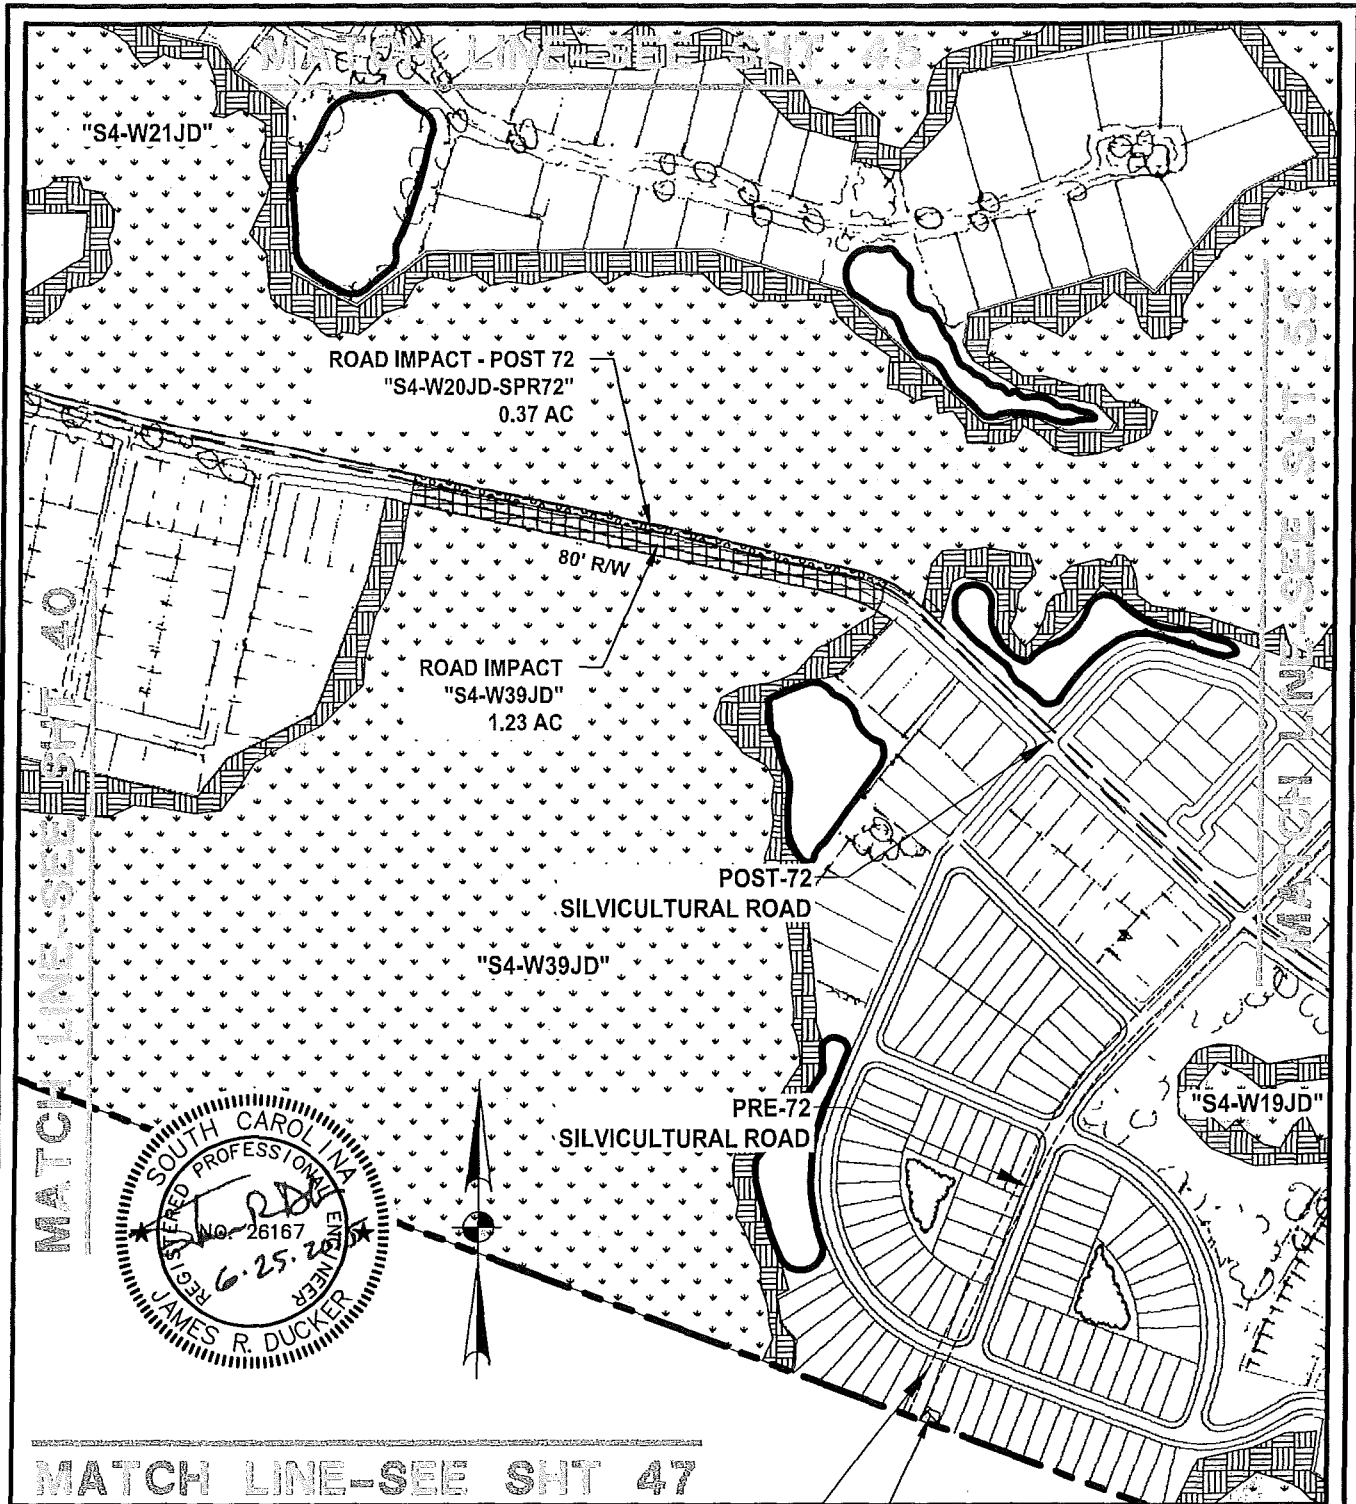 MATCH LINE-SEE SHT 45
"S4-W21JD"
ROAD IMPACT - POST 72
"S4-W20JD-SPR72"
0.37 AC
80' R/W
ROAD IMPACT
"S4-W39JD"
1.23 AC
MATCH LINE-SEE SHT 40
MATCH LINE-SEE SHT 53
POST-72
SILVICULTURAL ROAD
"S4-W39JD"
PRE-72
SILVICULTURAL ROAD
"S4-W19JD"
SOUTH CAROLINA
REGISTERED PROFESSIONAL ENGINEER
NO. 26167
6.25.
JAMES R. DUCKER
MATCH LINE-SEE SHT 47